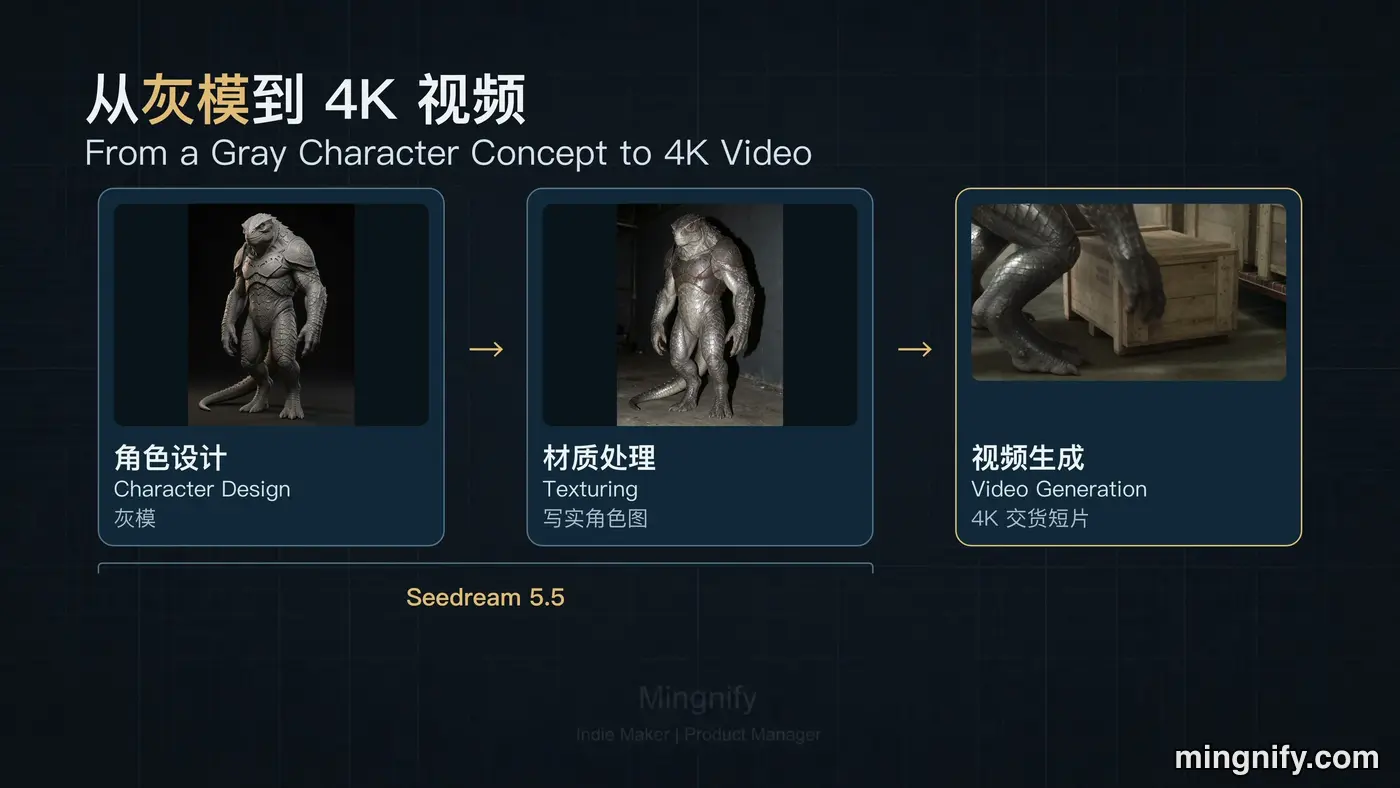 从灰模到 4K 视频
From a Gray Character Concept to 4K Video
角色设计
Character Design
灰模
材质处理
Texturing
写实角色图
视频生成
Video Generation
4K 交货短片
Seedream 5.5
Mingnify
Indie Maker | Product Manager
mingnify.com